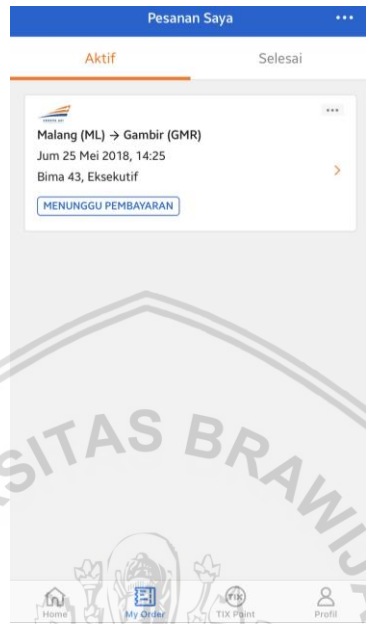 Pesanan Saya
Aktif
Selesai
Malang (ML) → Gambir (GMR)
Jum 25 Mei 2018, 14:25
Bima 43, Eksekutif
MENUNGGU PEMBAYARAN
SITAS BRAWIJ
Home
My Order
TIX Point
Profil